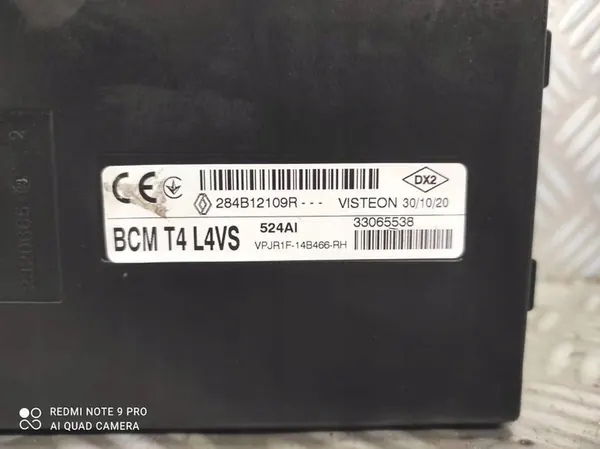 CE
284B12109R---
VISTEON 30/10/20
DX2
BCM T4 L4VS
524AI
33065538
VPJR1F-14B466-RH
2
REDMI NOTE 9 PRO
AI QUAD CAMERA